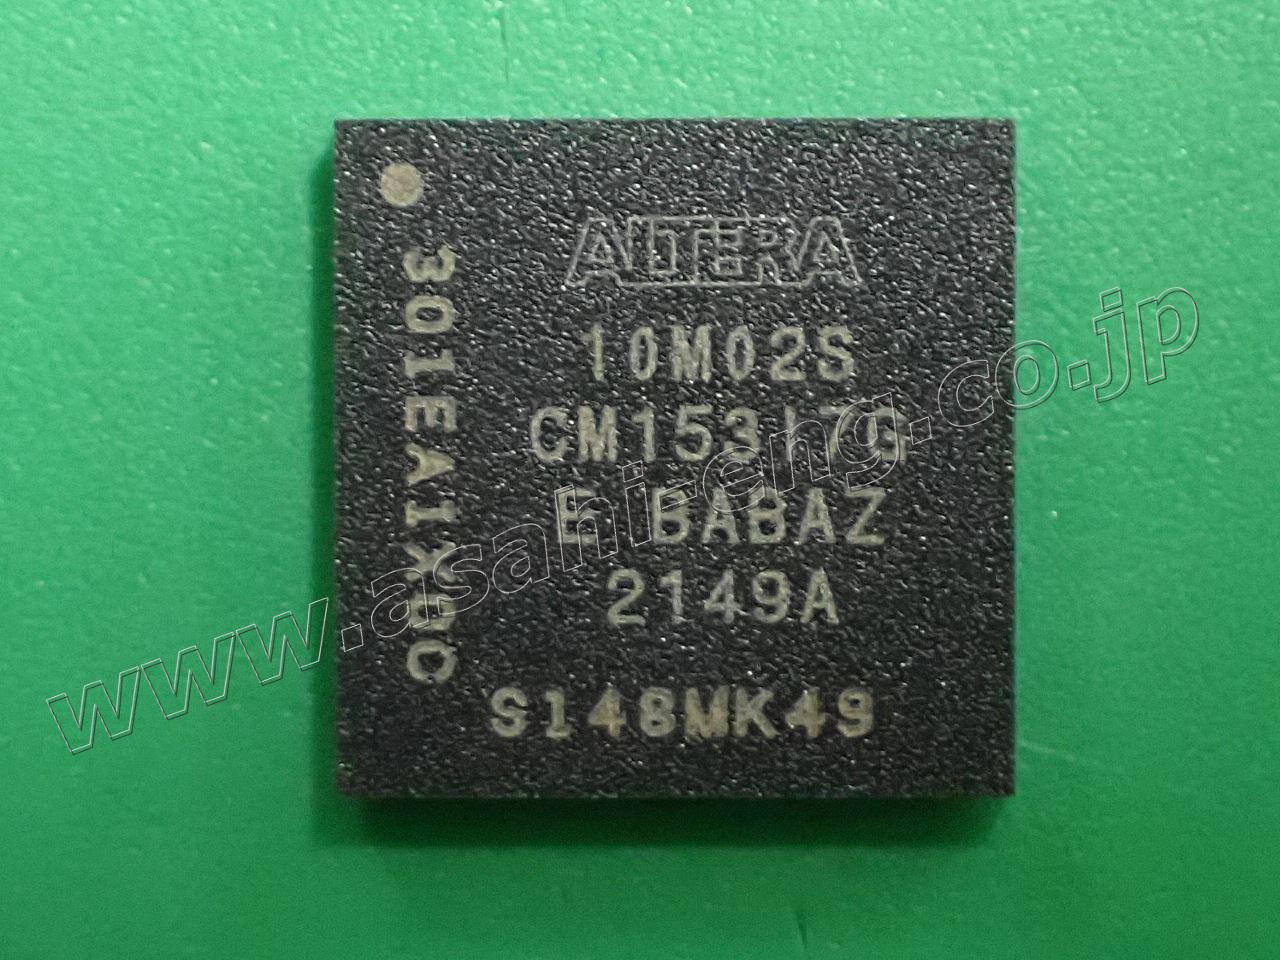 ALTERA
10M02S
CM153I7G
E BABAZ
2149A
S148MK49
301EA1X0C
www.asahi-eng.co.jp